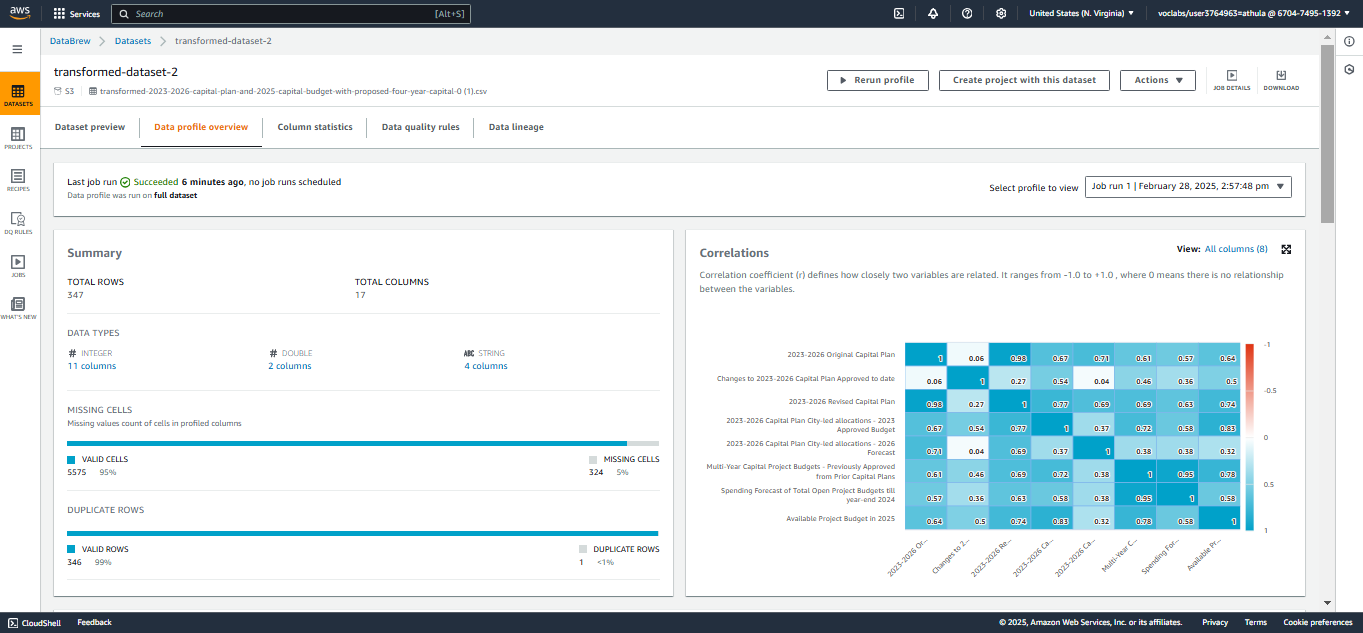 aws
Services
Search
[Alt+S]
United States (N. Virginia) ▼
voclabs/user3764963=athula @ 6704-7495-1392 ▼
DataBrew
Datasets
transformed-dataset-2
DATASETS
PROJECTS
RECIPES
DQ RULES
JOBS
WHAT'S NEW
transformed-dataset-2
S3
transformed-2023-2026-capital-plan-and-2025-capital-budget-with-proposed-four-year-capital-0 (1).csv
Rerun profile
Create project with this dataset
Actions
JOB DETAILS
DOWNLOAD
Dataset preview
Data profile overview
Column statistics
Data quality rules
Data lineage
Last job run Succeeded 6 minutes ago, no job runs scheduled
Data profile was run on full dataset
Select profile to view
Job run 1 | February 28, 2025, 2:57:48 pm
Summary
TOTAL ROWS
347
TOTAL COLUMNS
17
DATA TYPES
# INTEGER
11 columns
# DOUBLE
2 columns
ABC STRING
4 columns
MISSING CELLS
Missing values count of cells in profiled columns
VALID CELLS
5575 95%
MISSING CELLS
324 5%
DUPLICATE ROWS
VALID ROWS
346 99%
DUPLICATE ROWS
1 <1%
Correlations
View: All columns (8)
Correlation coefficient (r) defines how closely two variables are related. It ranges from -1.0 to +1.0 , where 0 means there is no relationship
between the variables.
2023-2026 Original Capital Plan
1 0.06 0.98 0.67 0.71 0.61 0.57 0.64
Changes to 2023-2026 Capital Plan Approved to date
0.06 1 0.27 0.54 0.04 0.46 0.36 0.5
2023-2026 Revised Capital Plan
0.98 0.27 1 0.77 0.69 0.69 0.63 0.74
2023-2026 Capital Plan City-led allocations - 2023
Approved Budget
0.67 0.54 0.77 1 0.37 0.72 0.58 0.83
2023-2026 Capital Plan City-led allocations - 2026
Forecast
0.71 0.04 0.69 0.37 1 0.38 0.38 0.32
Multi-Year Capital Project Budgets - Previously Approved
from Prior Capital Plans
0.61 0.46 0.69 0.72 0.38 1 0.95 0.78
Spending Forecast of Total Open Project Budgets till
year-end 2024
0.57 0.36 0.63 0.58 0.38 0.95 1 0.58
Available Project Budget in 2025
0.64 0.5 0.74 0.83 0.32 0.78 0.58 1
2023-2026 Or...
Changes to 2...
2023-2026 Re...
2023-2026 Ca...
2023-2026 Ca...
Multi-Year C...
Spending For...
Available Pr...
-1
-0.5
0
0.5
1
CloudShell
Feedback
© 2025, Amazon Web Services, Inc. or its affiliates.
Privacy
Terms
Cookie preferences